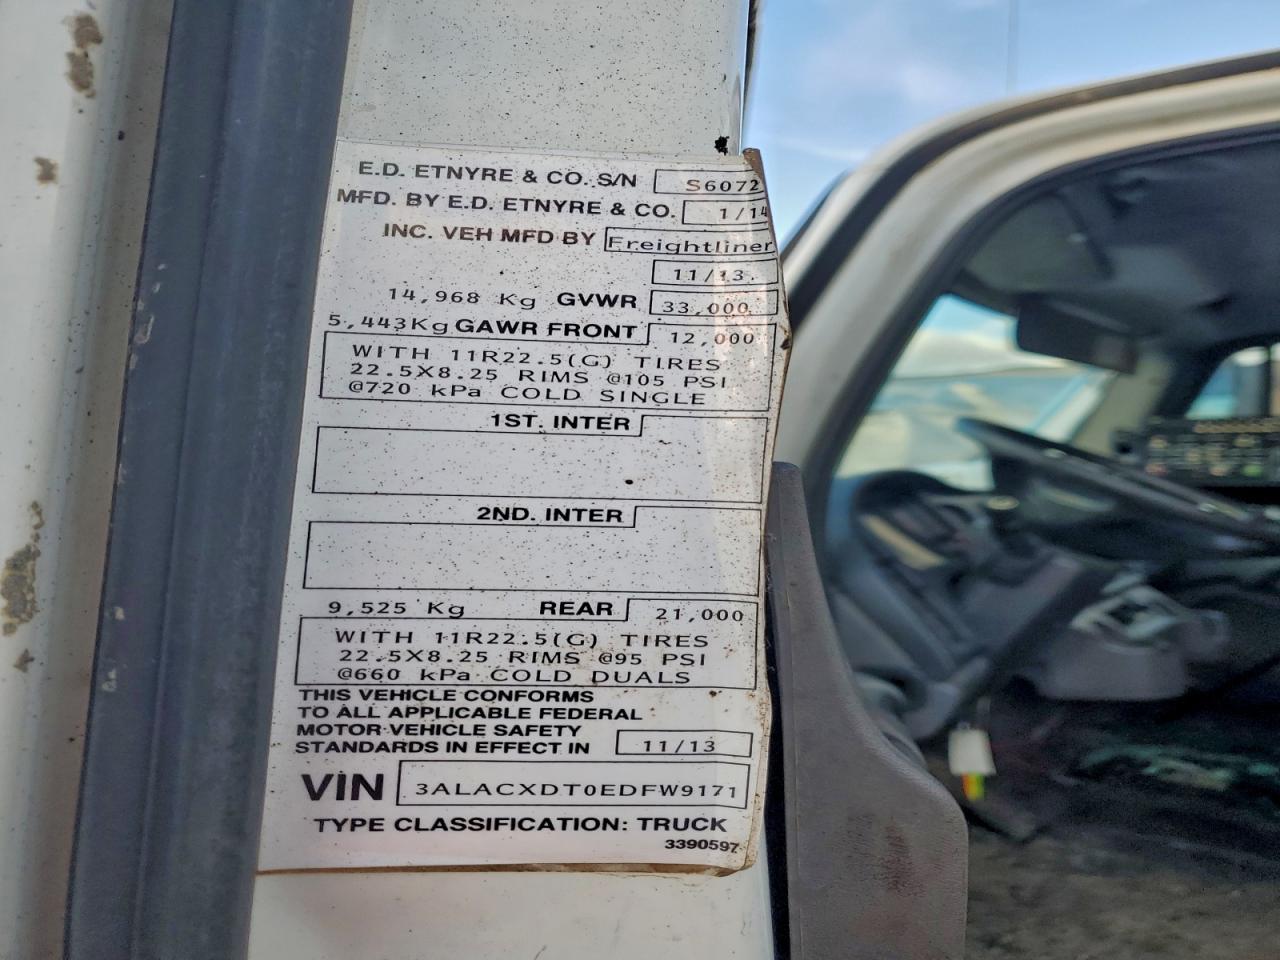 E.D. ETNYRE & CO. S/N S6072
MFD. BY E.D. ETNYRE & CO. 1/14
INC. VEH MFD BY Freightliner
11/13.
14,968 Kg GVWR 33,000
5,443Kg GAWR FRONT 12,000
WITH 11R22.5(G) TIRES
22.5X8.25 RIMS @105 PSI
@720 kPa COLD SINGLE
1ST. INTER
2ND. INTER
9,525 Kg REAR 21,000
WITH 11R22.5(G) TIRES
22.5X8.25 RIMS @95 PSI
@660 kPa COLD DUALS
THIS VEHICLE CONFORMS
TO ALL APPLICABLE FEDERAL
MOTOR VEHICLE SAFETY
STANDARDS IN EFFECT IN 11/13
VIN 3ALACXDT0EDFW9171
TYPE CLASSIFICATION: TRUCK
3390597